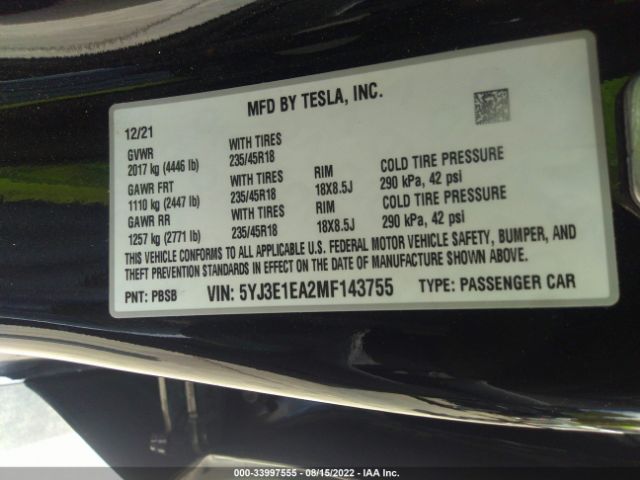 MFD BY TESLA, INC.
12/21
GVWR WITH TIRES
2017 kg (4446 lb) 235/45R18
GAWR FRT WITH TIRES RIM COLD TIRE PRESSURE
1110 kg (2447 lb) 235/45R18 18X8.5J 290 kPa, 42 psi
GAWR RR WITH TIRES RIM COLD TIRE PRESSURE
1257 kg (2771 lb) 235/45R18 18X8.5J 290 kPa, 42 psi
THIS VEHICLE CONFORMS TO ALL APPLICABLE U.S. FEDERAL MOTOR VEHICLE SAFETY, BUMPER, AND
THEFT PREVENTION STANDARDS IN EFFECT ON THE DATE OF MANUFACTURE SHOWN ABOVE.
PNT: PBSB VIN: 5YJ3E1EA2MF143755 TYPE: PASSENGER CAR
000-33997555 - 08/15/2022 - IAA Inc.